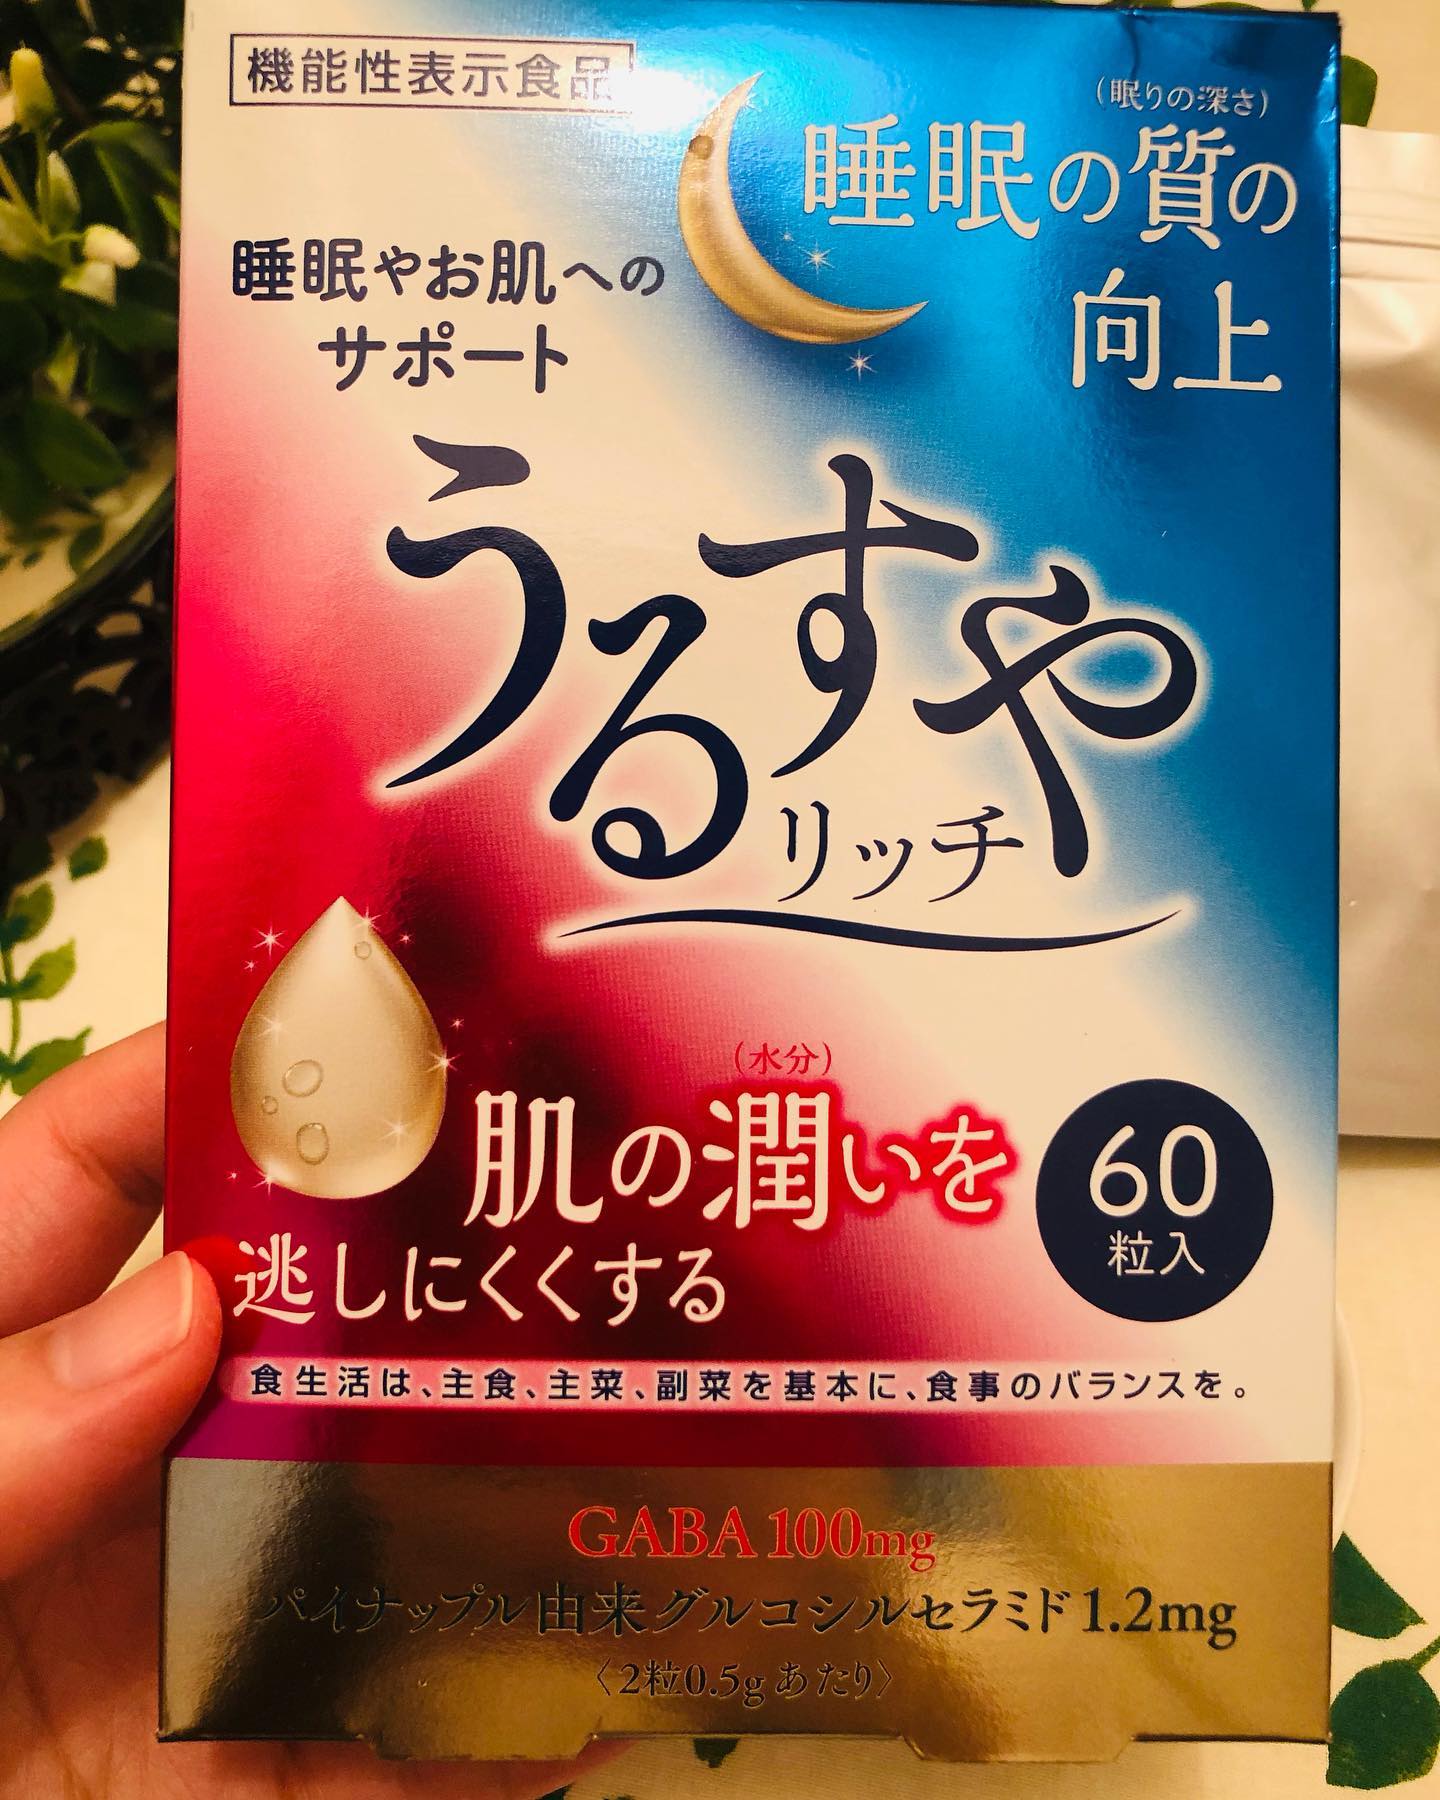 機能性表示食品
(眠りの深さ)
睡眠の質の
向上
睡眠やお肌への
サポート
うるすや
リッチ
(水分)
肌の潤いを
逃しにくくする
60
粒入
食生活は、主食、主菜、副菜を基本に、食事のバランスを。
GABA 100mg
パイナップル由来グルコシルセラミド1.2mg
〈2粒0.5gあたり〉